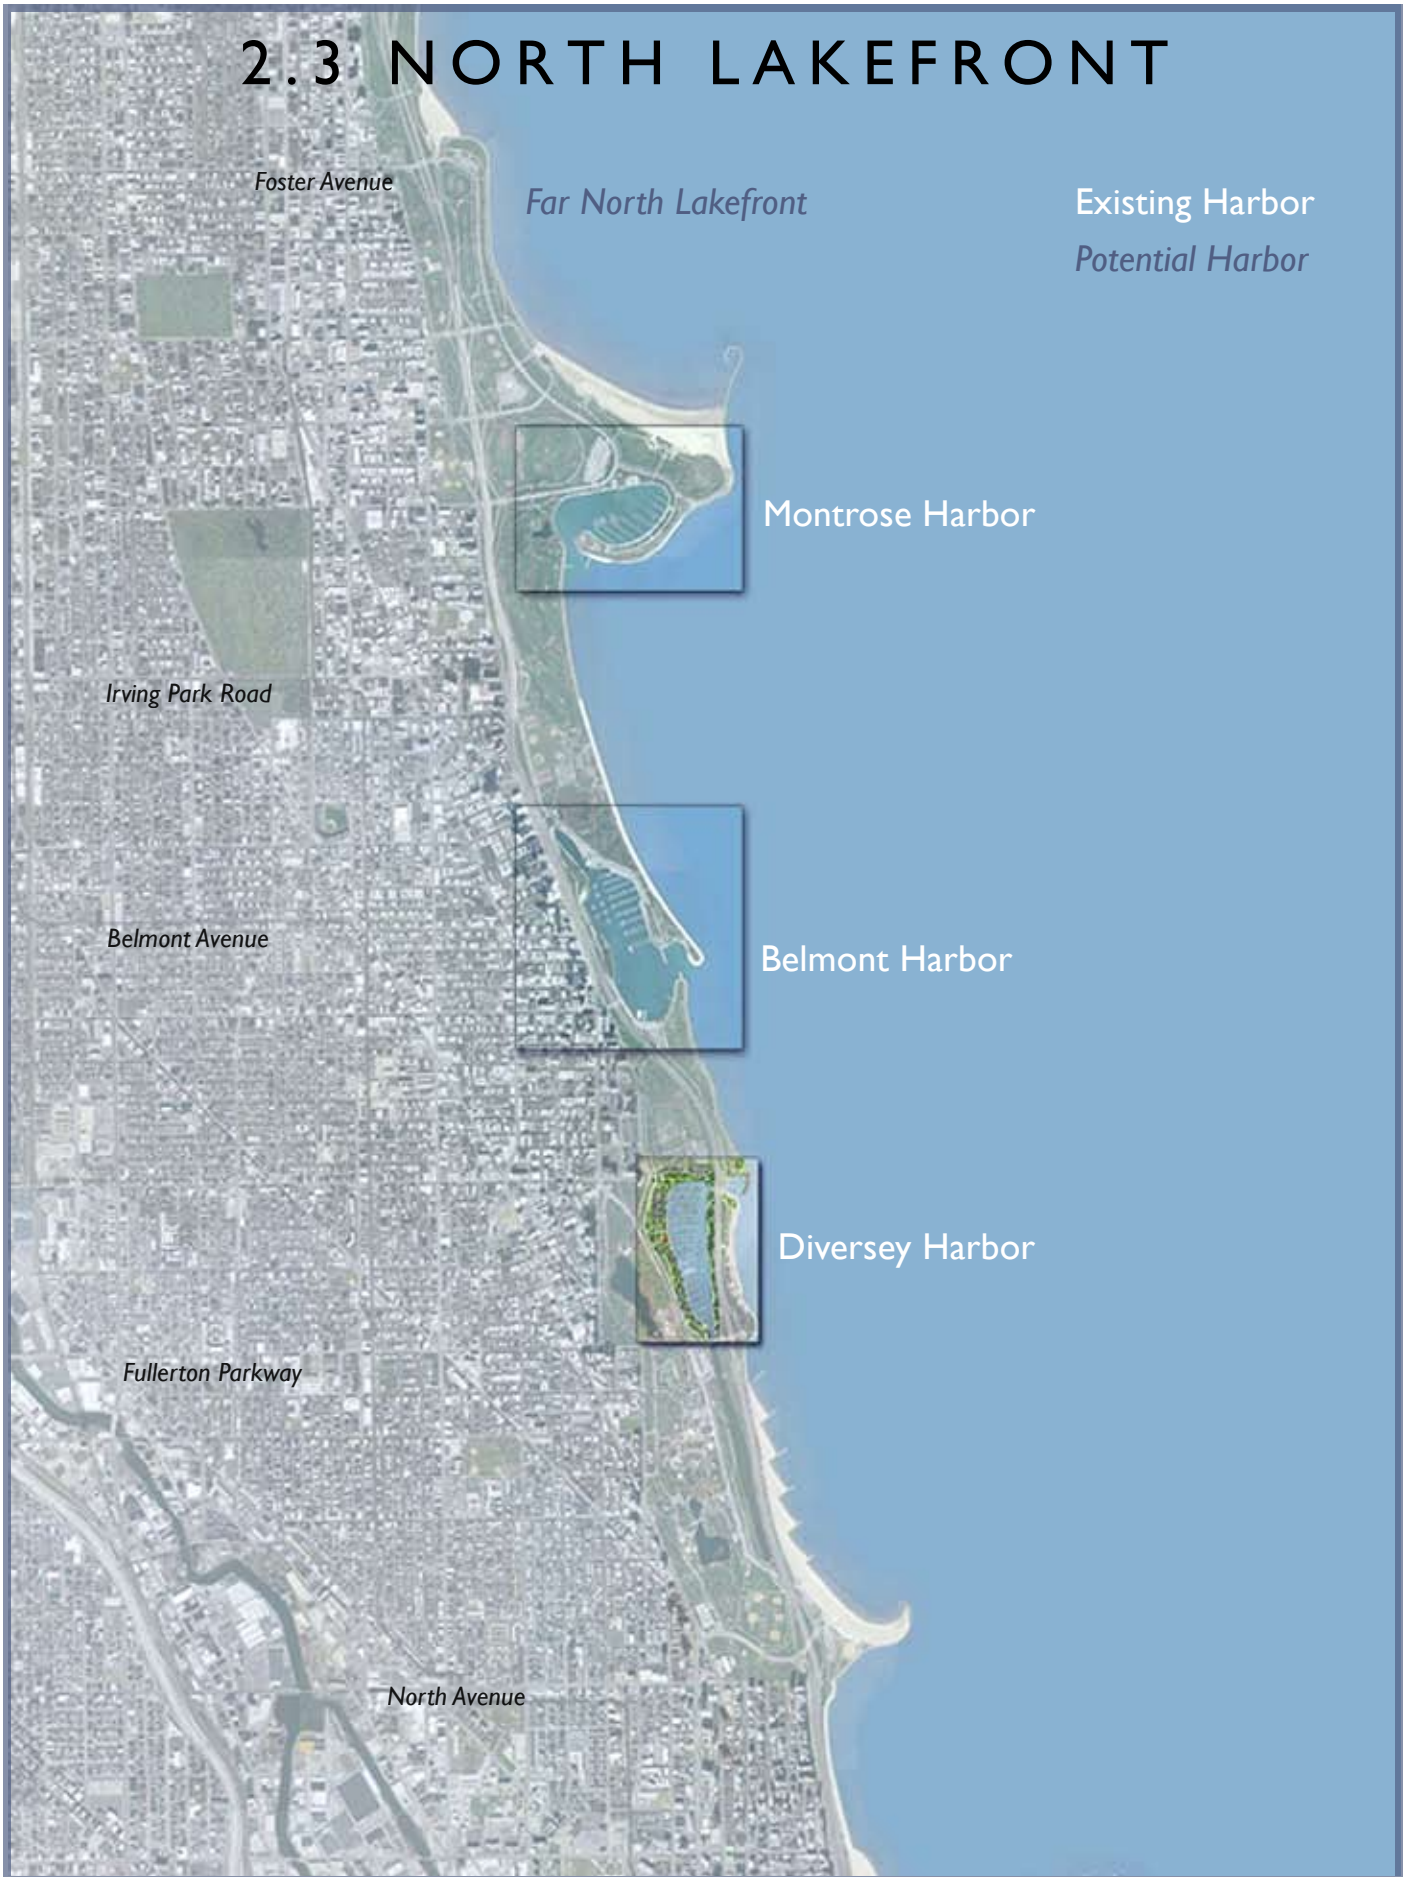 2.3 NORTH LAKEFRONT
Foster Avenue
Far North Lakefront
Existing Harbor
Potential Harbor
Montrose Harbor
Irving Park Road
Belmont Avenue
Belmont Harbor
Diversey Harbor
Fullerton Parkway
North Avenue